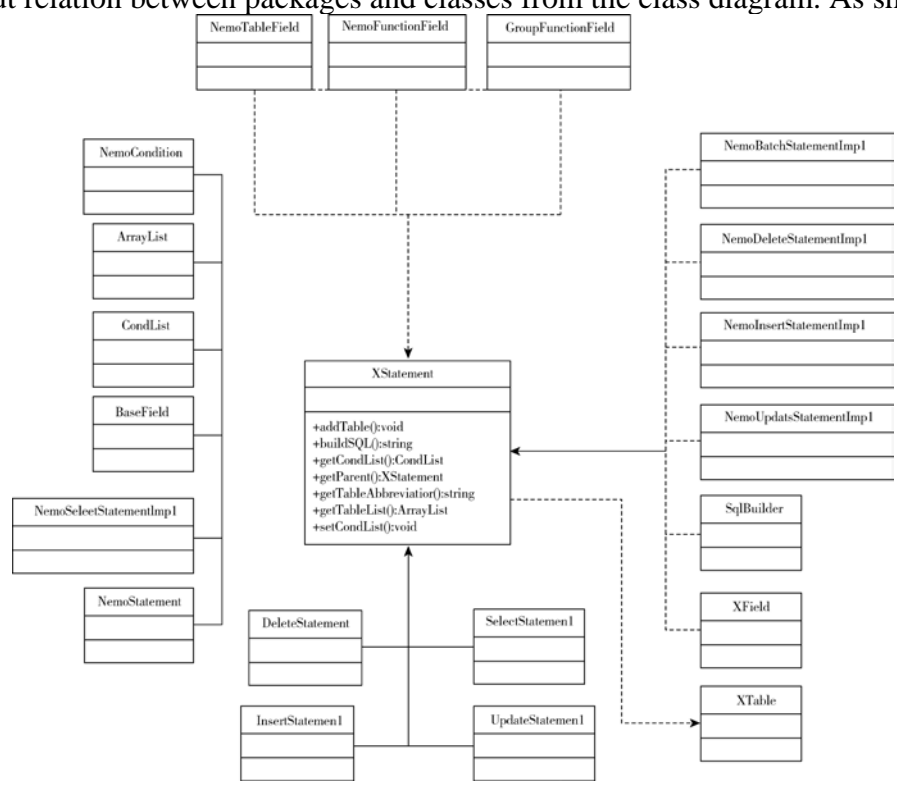 ut relation between packages and classes from the class diagram. As sh
NemoTableField
NemoFunctionField
GroupFunctionField
NemoCondition
ArrayList
CondList
BaseField
NemoSeleetStatementImp1
NemoStatement
XStatement
+addTable():void
+buildSQL():string
+getCondList():CondList
+getParent():XStatement
+getTableAbbreviatior():string
+getTableList():ArrayList
+setCondList():void
NemoBatchStatementImp1
NemoDeleteStatementImp1
NemoInsertStatementImp1
NemoUpdatsStatementImp1
SqlBuilder
XField
XTable
DeleteStatement
SelectStatemen1
InsertStatemen1
UpdateStatemen1